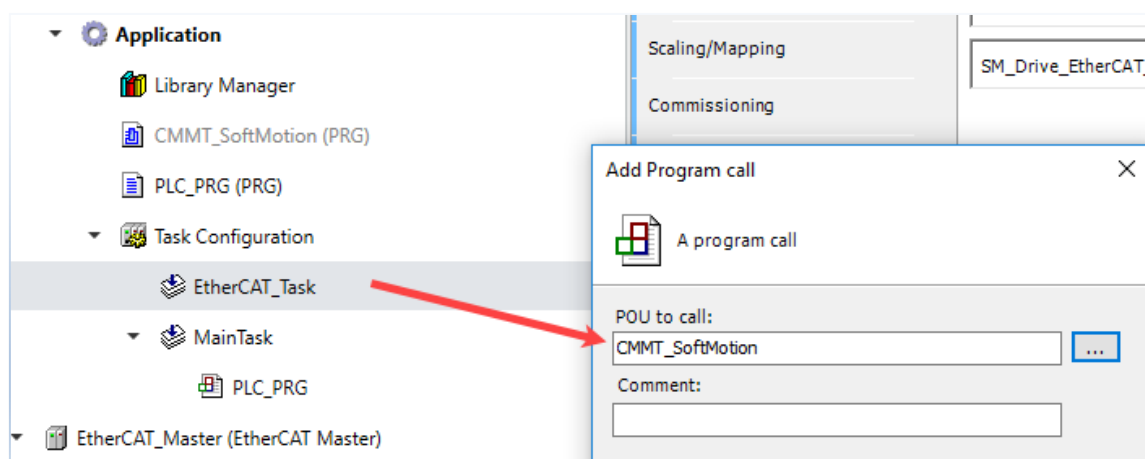 Application
Library Manager
CMMT_SoftMotion (PRG)
PLC_PRG (PRG)
Task Configuration
EtherCAT_Task
MainTask
PLC_PRG
EtherCAT_Master (EtherCAT Master)
Scaling/Mapping
Commissioning
SM_Drive_EtherCAT_
Add Program call
A program call
POU to call:
CMMT_SoftMotion
...
Comment: